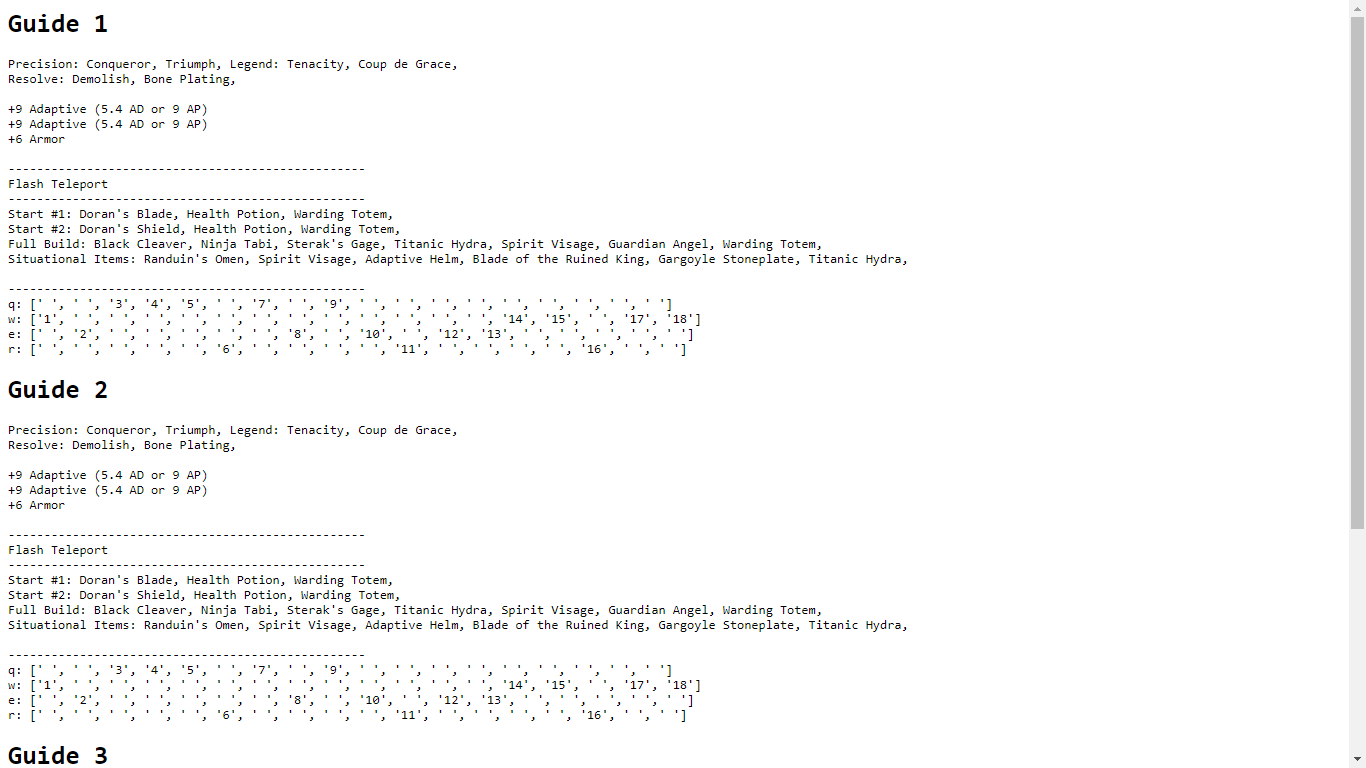 Guide 1
Precision: Conqueror, Triumph, Legend: Tenacity, Coup de Grace,
Resolve: Demolish, Bone Plating,
+9 Adaptive (5.4 AD or 9 AP)
+9 Adaptive (5.4 AD or 9 AP)
+6 Armor
--------------------------------------------------
Flash Teleport
--------------------------------------------------
Start #1: Doran's Blade, Health Potion, Warding Totem,
Start #2: Doran's Shield, Health Potion, Warding Totem,
Full Build: Black Cleaver, Ninja Tabi, Sterak's Gage, Titanic Hydra, Spirit Visage, Guardian Angel, Warding Totem,
Situational Items: Randuin's Omen, Spirit Visage, Adaptive Helm, Blade of the Ruined King, Gargoyle Stoneplate, Titanic Hydra,
--------------------------------------------------
q: [' ', ' ', '3', '4', '5', ' ', '7', ' ', '9', ' ', ' ', ' ', ' ', ' ', ' ', ' ', ' ', ' ']
w: ['1', ' ', ' ', ' ', ' ', ' ', ' ', ' ', ' ', ' ', ' ', ' ', ' ', '14', '15', ' ', '17', '18']
e: [' ', '2', ' ', ' ', ' ', ' ', ' ', '8', ' ', '10', ' ', '12', '13', ' ', ' ', ' ', ' ', ' ']
r: [' ', ' ', ' ', ' ', ' ', '6', ' ', ' ', ' ', ' ', '11', ' ', ' ', ' ', ' ', '16', ' ', ' ']
Guide 2
Precision: Conqueror, Triumph, Legend: Tenacity, Coup de Grace,
Resolve: Demolish, Bone Plating,
+9 Adaptive (5.4 AD or 9 AP)
+9 Adaptive (5.4 AD or 9 AP)
+6 Armor
--------------------------------------------------
Flash Teleport
--------------------------------------------------
Start #1: Doran's Blade, Health Potion, Warding Totem,
Start #2: Doran's Shield, Health Potion, Warding Totem,
Full Build: Black Cleaver, Ninja Tabi, Sterak's Gage, Titanic Hydra, Spirit Visage, Guardian Angel, Warding Totem,
Situational Items: Randuin's Omen, Spirit Visage, Adaptive Helm, Blade of the Ruined King, Gargoyle Stoneplate, Titanic Hydra,
--------------------------------------------------
q: [' ', ' ', '3', '4', '5', ' ', '7', ' ', '9', ' ', ' ', ' ', ' ', ' ', ' ', ' ', ' ', ' ']
w: ['1', ' ', ' ', ' ', ' ', ' ', ' ', ' ', ' ', ' ', ' ', ' ', ' ', '14', '15', ' ', '17', '18']
e: [' ', '2', ' ', ' ', ' ', ' ', ' ', '8', ' ', '10', ' ', '12', '13', ' ', ' ', ' ', ' ', ' ']
r: [' ', ' ', ' ', ' ', ' ', '6', ' ', ' ', ' ', ' ', '11', ' ', ' ', ' ', ' ', '16', ' ', ' ']
Guide 3